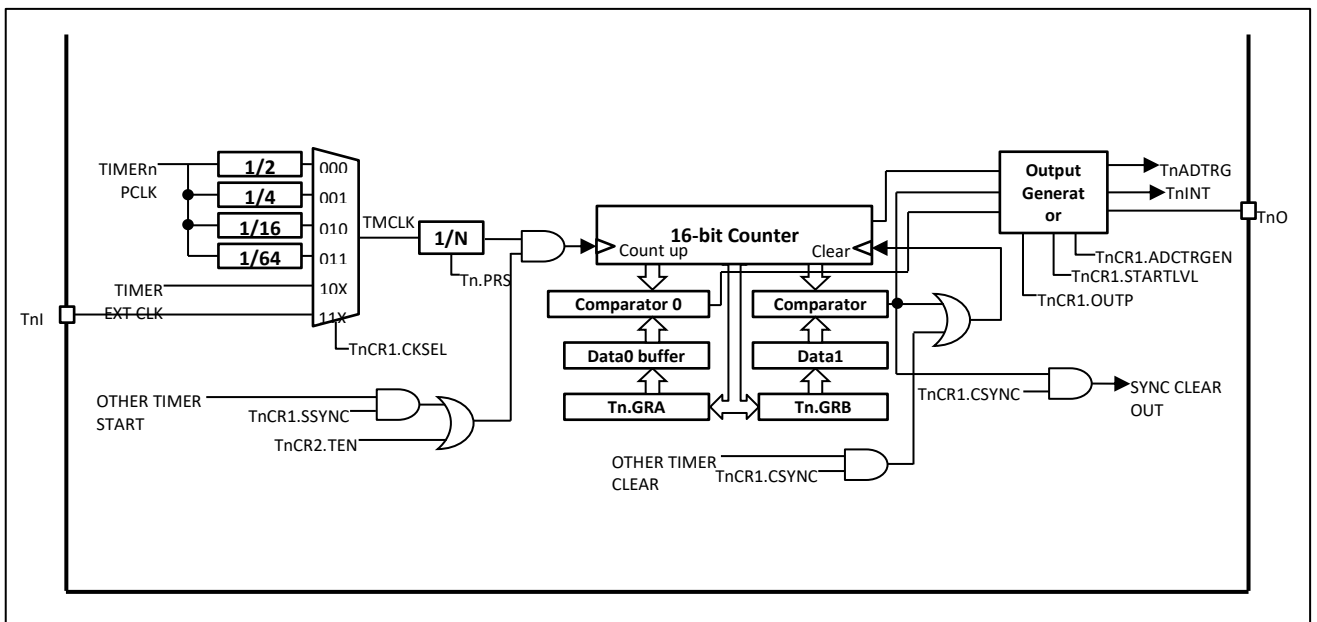 TIMERn
PCLK
1/2
1/4
1/16
1/64
000
001
010
011
10X
11X
TIMER
EXT CLK
TnI
TnCR1.CKSEL
TMCLK
1/N
Tn.PRS
OTHER TIMER
START
TnCR1.SSYNC
TnCR2.TEN
16-bit Counter
Count up
Clear
Comparator 0
Comparator
Data0 buffer
Data1
Tn.GRA
Tn.GRB
OTHER TIMER
CLEAR
TnCR1.CSYNC
Output
Generat
or
TnADTRG
TnINT
TnO
TnCR1.ADCTRGEN
TnCR1.STARTLVL
TnCR1.OUTP
TnCR1.CSYNC
SYNC CLEAR
OUT